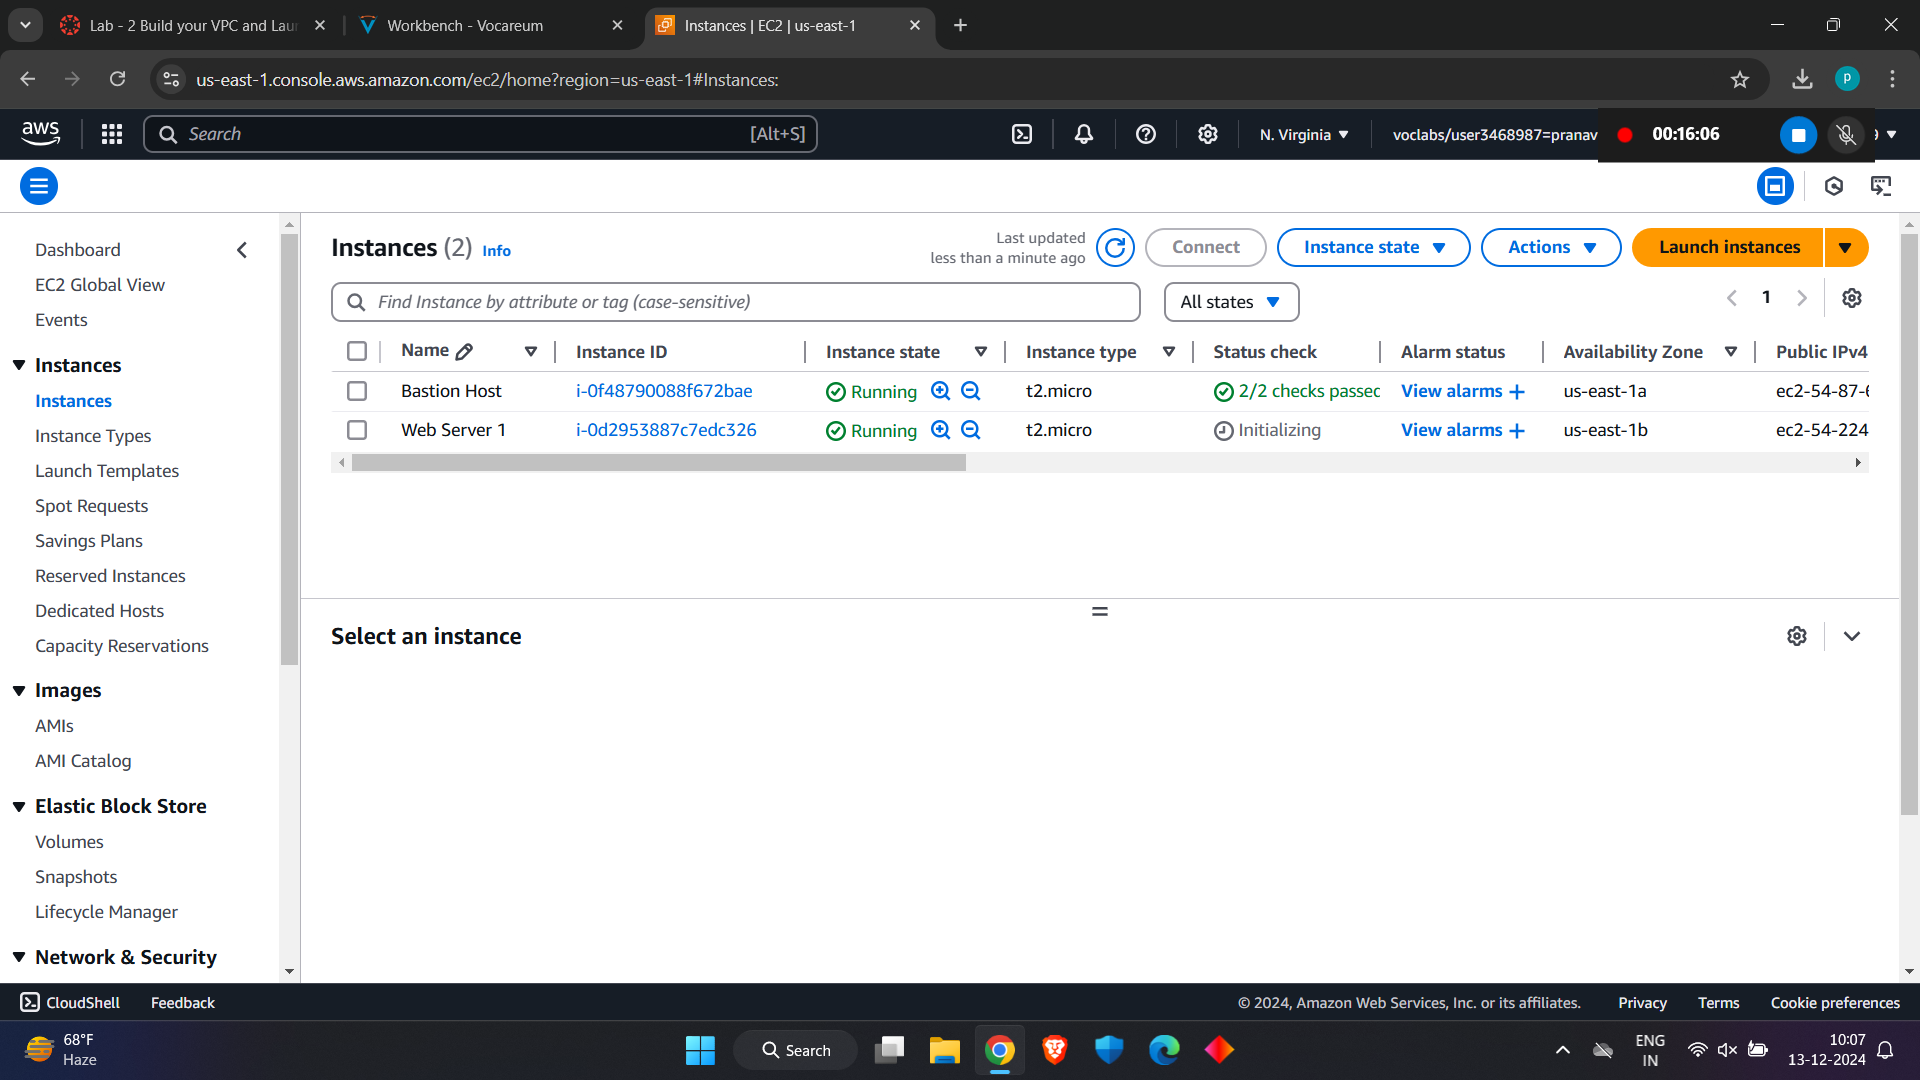 Lab - 2 Build your VPC and Laun
Workbench - Vocareum
Instances | EC2 | us-east-1
us-east-1.console.aws.amazon.com/ec2/home?region=us-east-1#Instances:
P
aws
Search
[Alt+S]
N. Virginia
voclabs/user3468987=pranav
00:16:06
Dashboard
EC2 Global View
Events
Instances
Instances
Instance Types
Launch Templates
Spot Requests
Savings Plans
Reserved Instances
Dedicated Hosts
Capacity Reservations
Images
AMIs
AMI Catalog
Elastic Block Store
Volumes
Snapshots
Lifecycle Manager
Network & Security
Instances (2) Info
Last updated
less than a minute ago
Connect
Instance state
Actions
Launch instances
Find Instance by attribute or tag (case-sensitive)
All states
1
Name Instance ID Instance state Instance type Status check Alarm status Availability Zone Public IPv4
Bastion Host i-0f48790088f672bae Running t2.micro 2/2 checks passed View alarms + us-east-1a ec2-54-87-6
Web Server 1 i-0d2953887c7edc326 Running t2.micro Initializing View alarms + us-east-1b ec2-54-224
Select an instance
CloudShell
Feedback
© 2024, Amazon Web Services, Inc. or its affiliates.
Privacy
Terms
Cookie preferences
68°F
Haze
Search
ENG
IN
10:07
13-12-2024